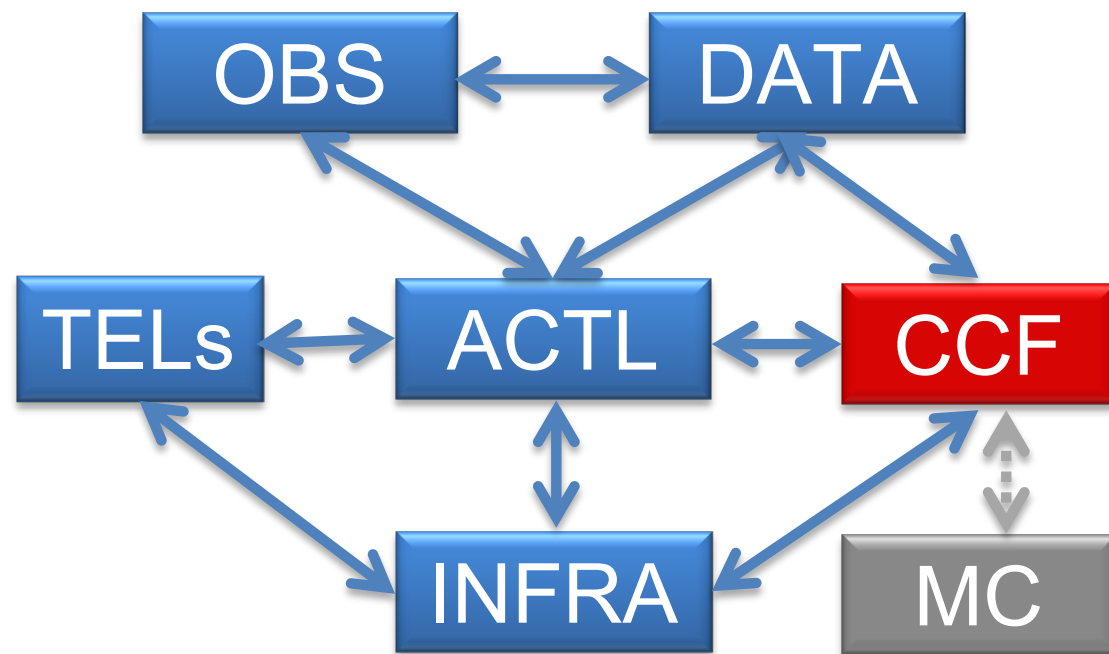 OBS
DATA
TELs
ACTL
CCF
INFRA
MC